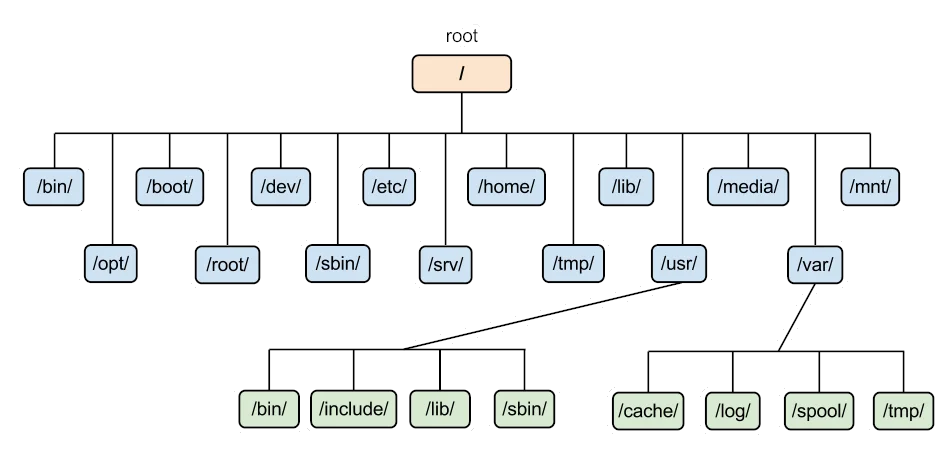 root
/
/bin/ /boot/ /dev/ /etc/ /home/ /lib/ /media/ /mnt/
/opt/ /root/ /sbin/ /srv/ /tmp/ /usr/ /var/
/bin/ /include/ /lib/ /sbin/ /cache/ /log/ /spool/ /tmp/